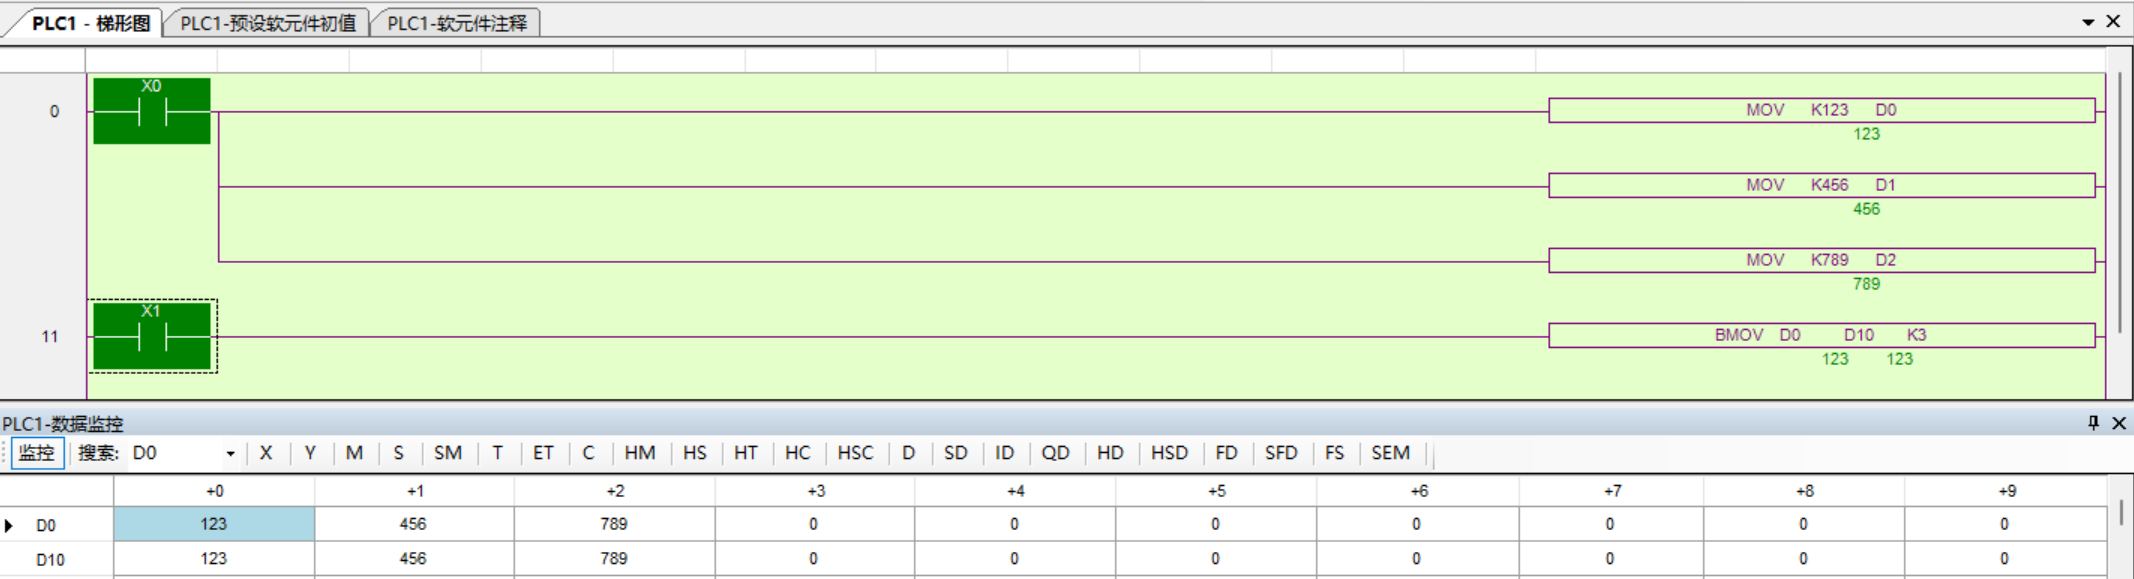 PLC1 - 梯形图 PLC1-预设软元件初值 PLC1-软元件注释
X0
0 MOV K123 D0
123
MOV K456 D1
456
MOV K789 D2
789
X1
11 BMOV D0 D10 K3
123 123
PLC1-数据监控
监控 搜索: D0 X Y M S SM T ET C HM HS HT HC HSC D SD ID QD HD HSD FD SFD FS SEM
+0 +1 +2 +3 +4 +5 +6 +7 +8 +9
D0 123 456 789 0 0 0 0 0 0 0
D10 123 456 789 0 0 0 0 0 0 0